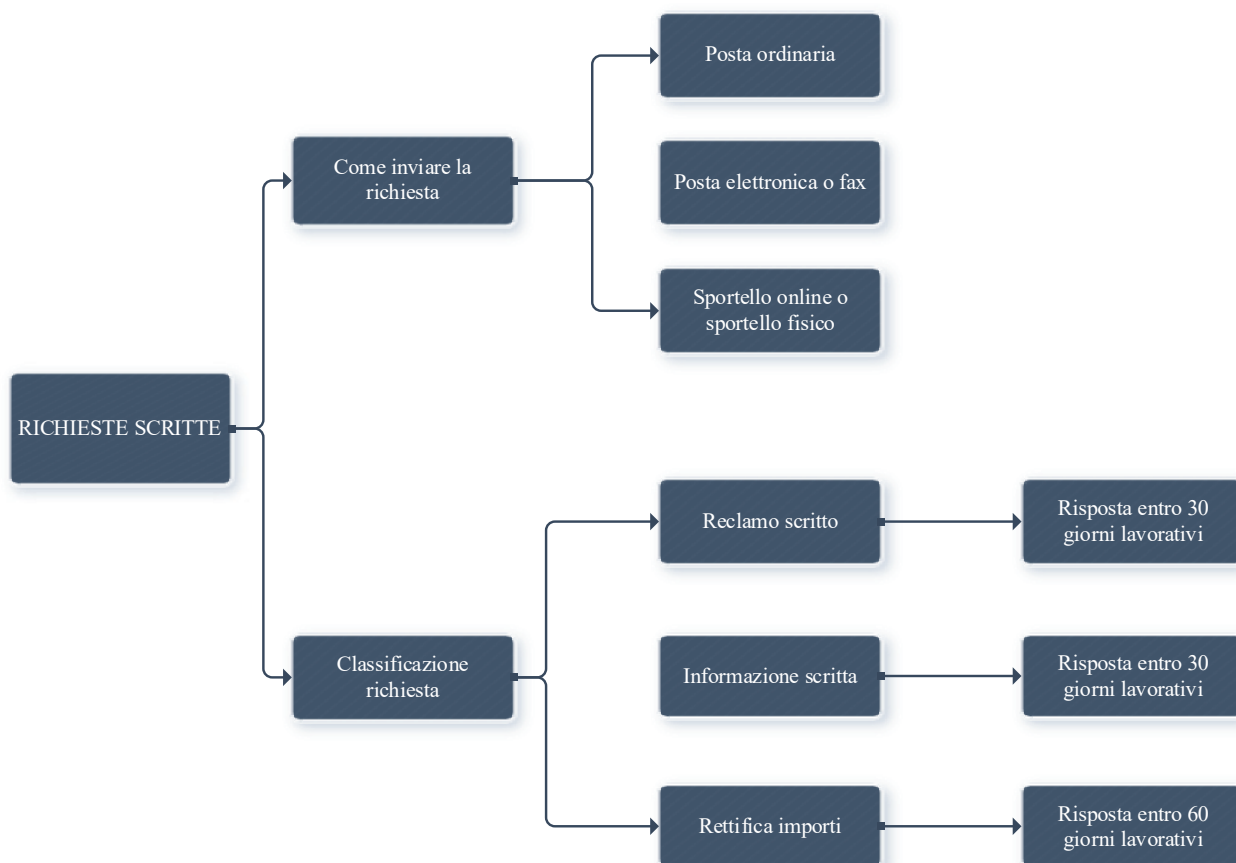 Posta ordinaria
Come inviare la
richiesta
Posta elettronica o fax
Sportello online o
sportello fisico
RICHIESTE SCRITTE
Reclamo scritto
Risposta entro 30
giorni lavorativi
Classificazione
richiesta
Informazione scritta
Risposta entro 30
giorni lavorativi
Rettifica importi
Risposta entro 60
giorni lavorativi